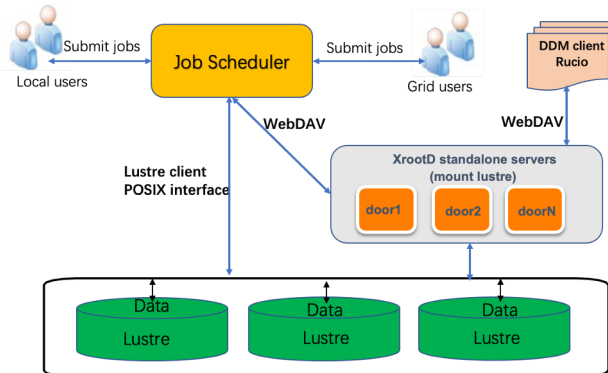 Submit jobs
Submit jobs
Job Scheduler
Local users
Grid users
DDM client
Rucio
WebDAV
WebDAV
Lustre client
POSIX interface
XrootD standalone servers
(mount lustre)
door1
door2
doorN
Data
Data
Data
Lustre
Lustre
Lustre